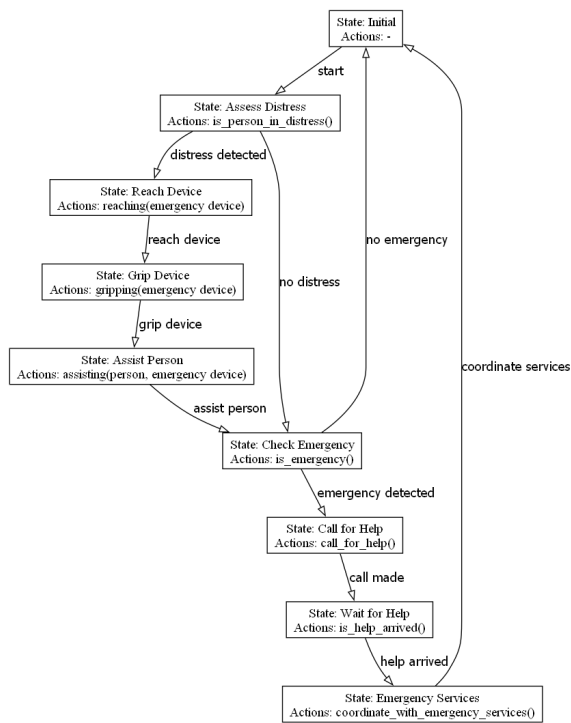 State: Initial
Actions: -
start
State: Assess Distress
Actions: is_person_in_distress()
distress detected
State: Reach Device
Actions: reaching(emergency device)
reach device
no emergency
State: Grip Device
Actions: gripping(emergency device)
no distress
grip device
State: Assist Person
Actions: assisting(person, emergency device)
coordinate services
assist person
State: Check Emergency
Actions: is_emergency()
emergency detected
State: Call for Help
Actions: call_for_help()
call made
State: Wait for Help
Actions: is_help_arrived()
help arrived
State: Emergency Services
Actions: coordinate_with_emergency_services()